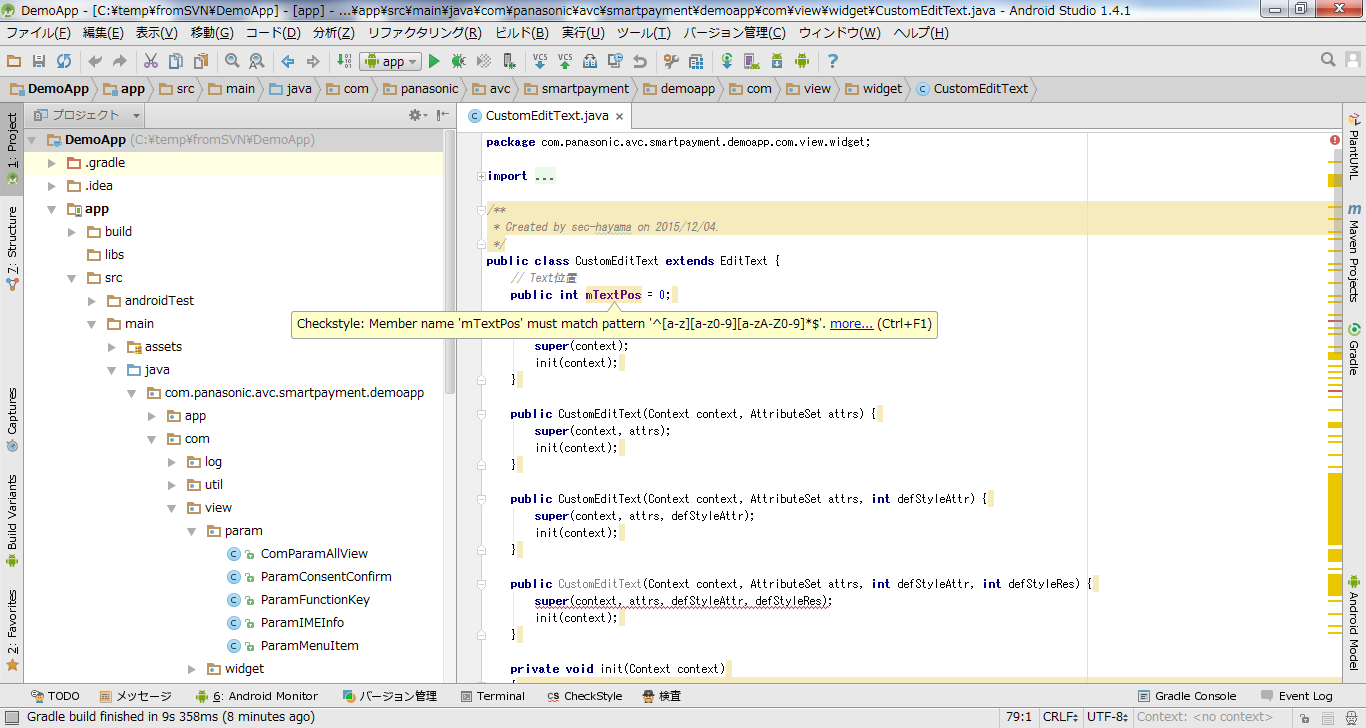 DemoApp - [C:¥temp¥fromSVN¥DemoApp] - [app] - ...¥app¥src¥main¥java¥com¥panasonic¥avc¥smartpayment¥demoapp¥com¥view¥widget¥CustomEditText.java - Android Studio 1.4.1
ファイル(F) 編集(E) 表示(V) 移動(G) コード(D) 分析(Z) リファクタリング(R) ビルド(B) 実行(U) ツール(T) バージョン管理(C) ウィンドウ(W) ヘルプ(H)
app VCS VCS ?
DemoApp app src main java com panasonic avc smartpayment demoapp com view widget CustomEditText
プロジェクト
CustomEditText.java
1: Project
7: Structure
Captures
Build Variants
2: Favorites
DemoApp (C:¥temp¥fromSVN¥DemoApp)
.gradle
.idea
app
build
libs
src
androidTest
main
assets
java
com.panasonic.avc.smartpayment.demoapp
app
com
log
util
view
param
ComParamAllView
ParamConsentConfirm
ParamFunctionKey
ParamIMEInfo
ParamMenuItem
widget
package com.panasonic.avc.smartpayment.demoapp.com.view.widget;
import ...
/**
* Created by sec-hayama on 2015/12/04.
*/
public class CustomEditText extends EditText {
// Text位置
public int mTextPos = 0;
Checkstyle: Member name 'mTextPos' must match pattern '^[a-z][a-z0-9][a-zA-Z0-9]*$'. more... (Ctrl+F1)
super(context);
init(context);
}
public CustomEditText(Context context, AttributeSet attrs) {
super(context, attrs);
init(context);
}
public CustomEditText(Context context, AttributeSet attrs, int defStyleAttr) {
super(context, attrs, defStyleAttr);
init(context);
}
public CustomEditText(Context context, AttributeSet attrs, int defStyleAttr, int defStyleRes) {
super(context, attrs, defStyleAttr, defStyleRes);
init(context);
}
private void init(Context context)
{
PlantUML
m Maven Projects
Gradle
Android Model
TODO メッセージ 6: Android Monitor バージョン管理 Terminal CS CheckStyle 検査 Gradle Console Event Log
Gradle build finished in 9s 358ms (8 minutes ago) 79:1 CRLF UTF-8 Context: <no context>